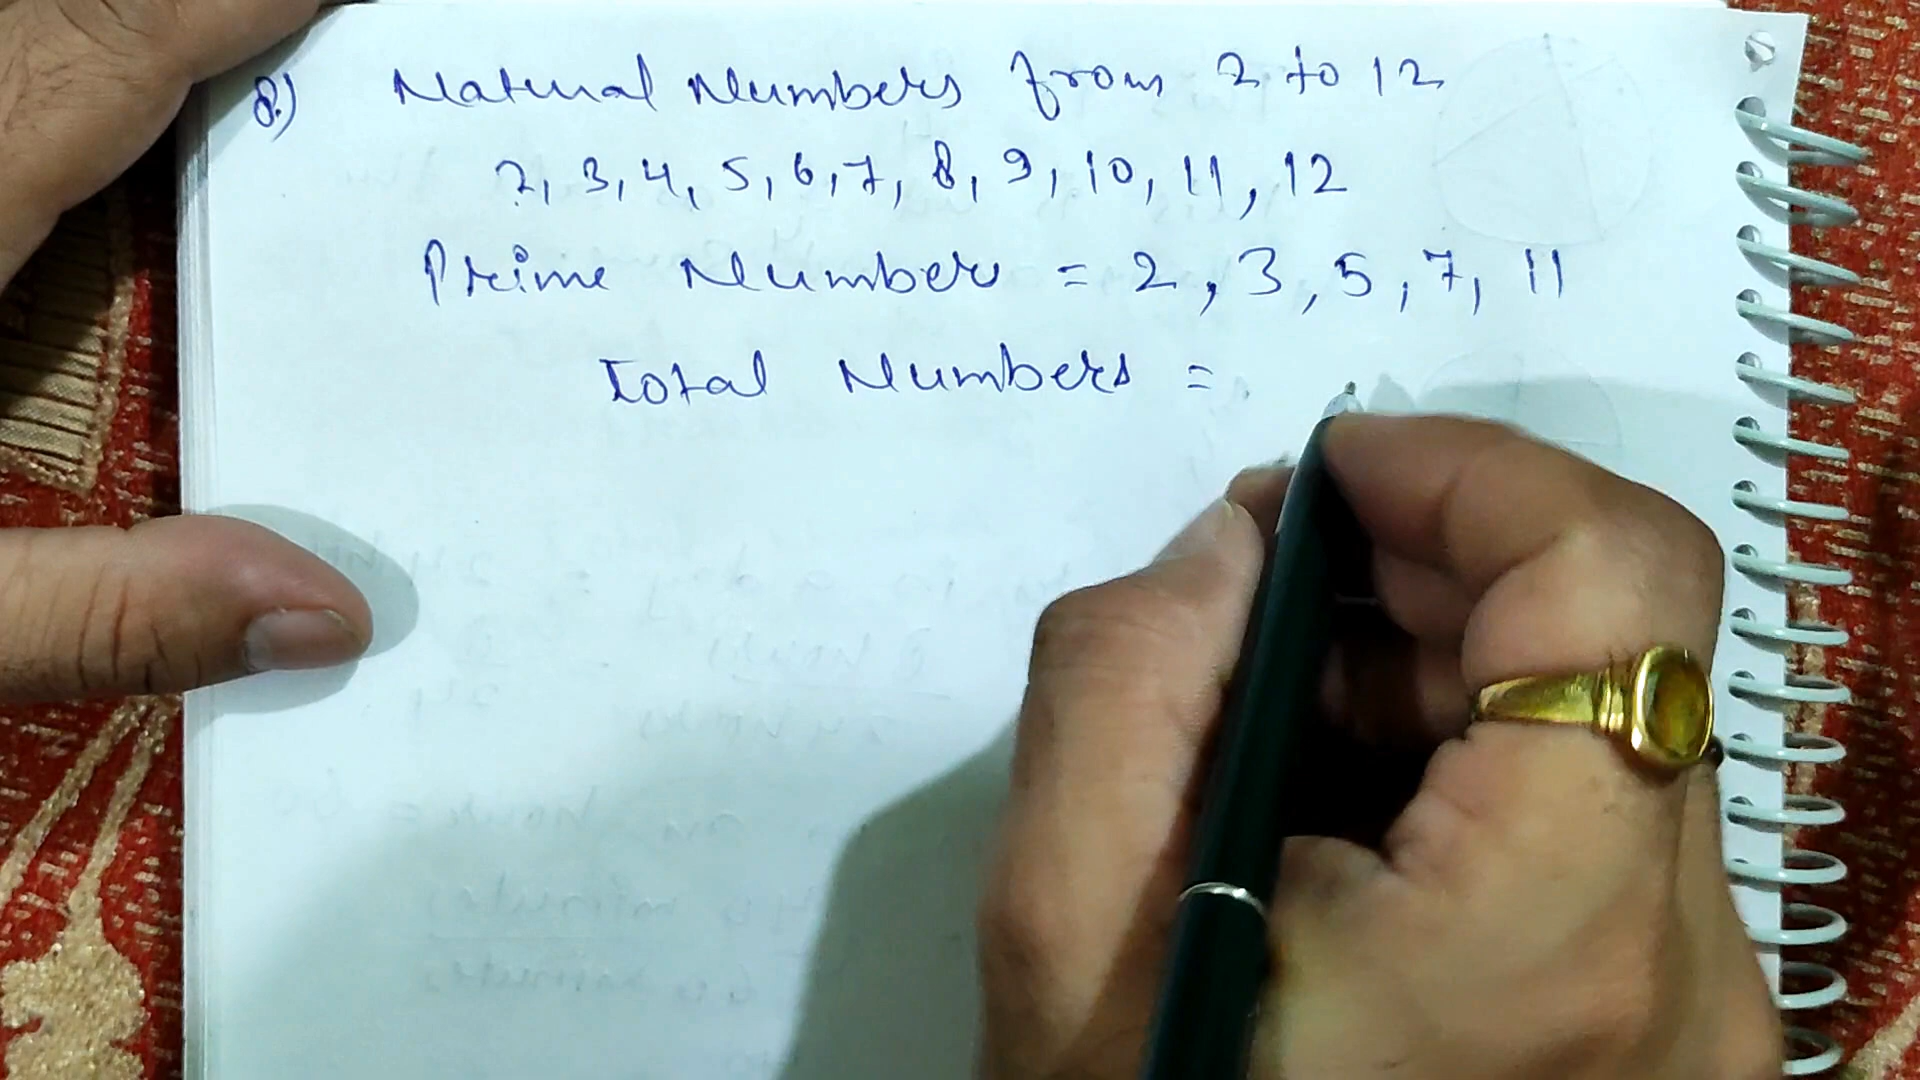 8.) Natural Numbers from 2 to 12
2, 3, 4, 5, 6, 7, 8, 9, 10, 11, 12
Prime Number = 2, 3, 5, 7, 11
Total Numbers =